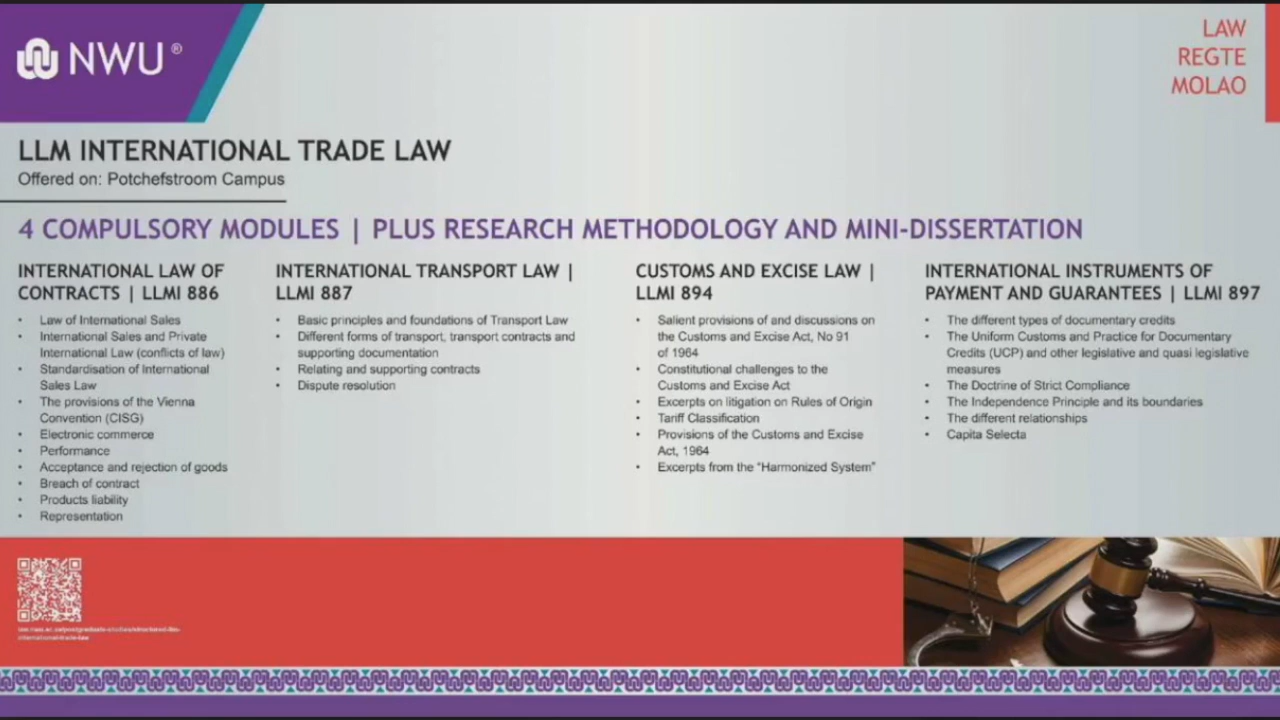 NWU®
LAW
REGTE
MOLAO
LLM INTERNATIONAL TRADE LAW
Offered on: Potchefstroom Campus
4 COMPULSORY MODULES | PLUS RESEARCH METHODOLOGY AND MINI-DISSERTATION
INTERNATIONAL LAW OF
CONTRACTS | LLMI 886
• Law of International Sales
• International Sales and Private
International Law (conflicts of law)
• Standardisation of International
Sales Law
• The provisions of the Vienna
Convention (CISG)
• Electronic commerce
• Performance
• Acceptance and rejection of goods
• Breach of contract
• Products liability
• Representation
INTERNATIONAL TRANSPORT LAW |
LLMI 887
• Basic principles and foundations of Transport Law
• Different forms of transport, transport contracts and
supporting documentation
• Relating and supporting contracts
• Dispute resolution
CUSTOMS AND EXCISE LAW |
LLMI 894
• Salient provisions of and discussions on
the Customs and Excise Act, No 91
of 1964
• Constitutional challenges to the
Customs and Excise Act
• Excerpts on litigation on Rules of Origin
• Tariff Classification
• Provisions of the Customs and Excise
Act, 1964
• Excerpts from the “Harmonized System”
INTERNATIONAL INSTRUMENTS OF
PAYMENT AND GUARANTEES | LLMI 897
• The different types of documentary credits
• The Uniform Customs and Practice for Documentary
Credits (UCP) and other legislative and quasi legislative
measures
• The Doctrine of Strict Compliance
• The Independence Principle and its boundaries
• The different relationships
• Capita Selecta